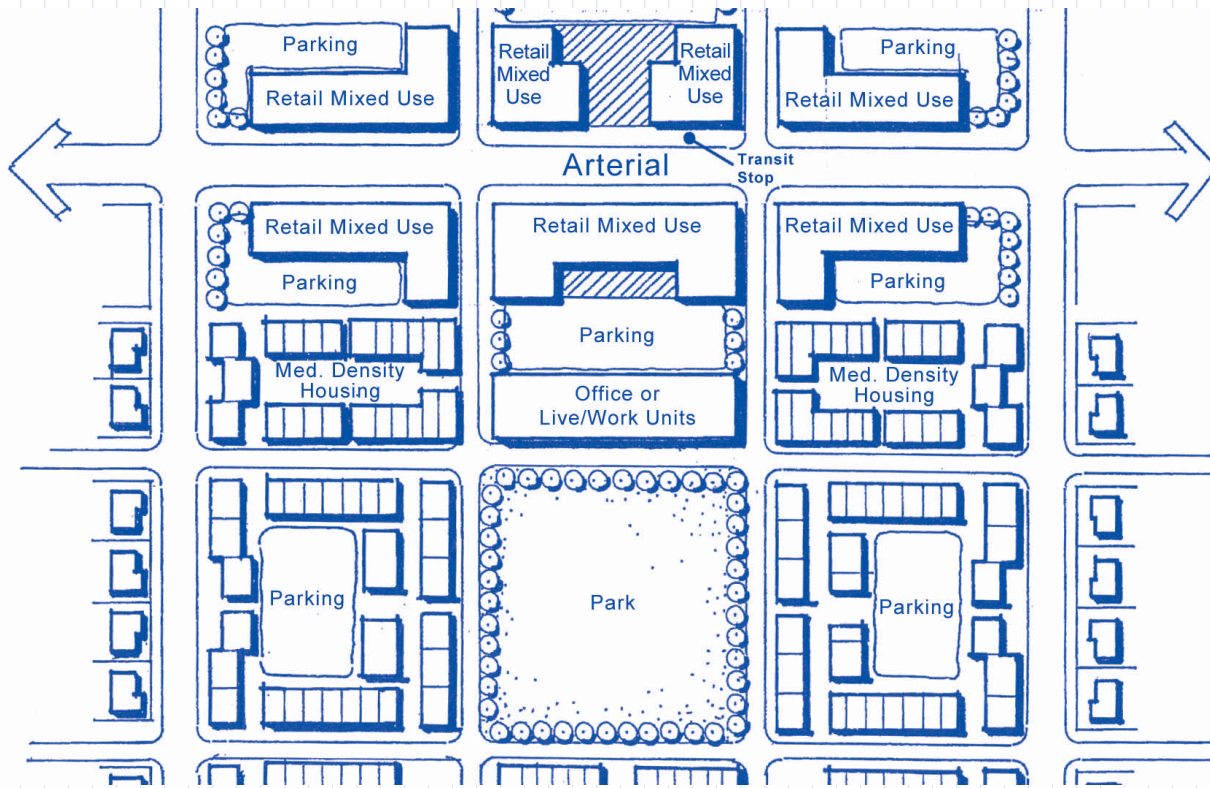 Parking
Retail Mixed Use
Retail
Mixed
Use
Retail
Mixed
Use
Parking
Retail Mixed Use
Arterial
Transit
Stop
Retail Mixed Use
Parking
Retail Mixed Use
Parking
Retail Mixed Use
Parking
Med. Density
Housing
Office or
Live/Work Units
Med. Density
Housing
Parking
Park
Parking